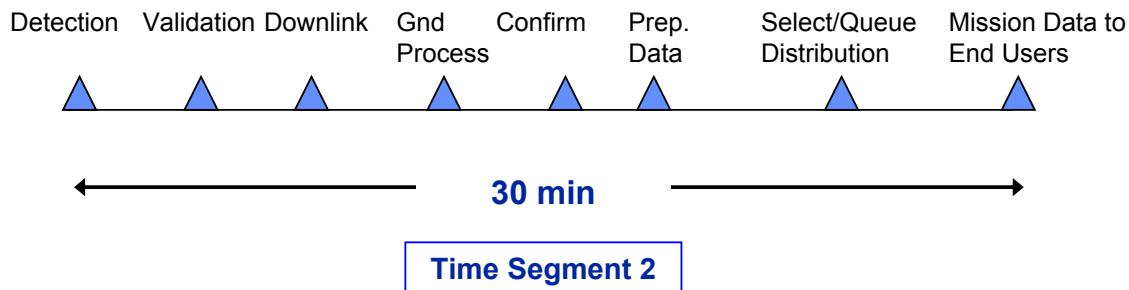 Detection
Validation
Downlink
Gnd
Process
Confirm
Prep.
Data
Select/Queue
Distribution
Mission Data to
End Users
30 min
Time Segment 2